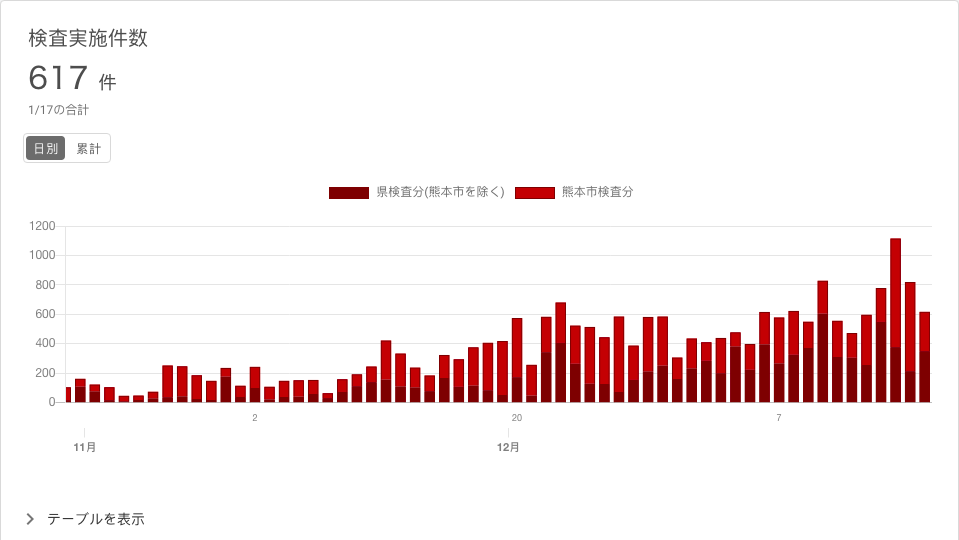 検査実施件数
617 件
1/17の合計
日別 累計
県検査分(熊本市を除く) 熊本市検査分
1200
1000
800
600
400
200
0
2 20 7
11月 12月
テーブルを表示